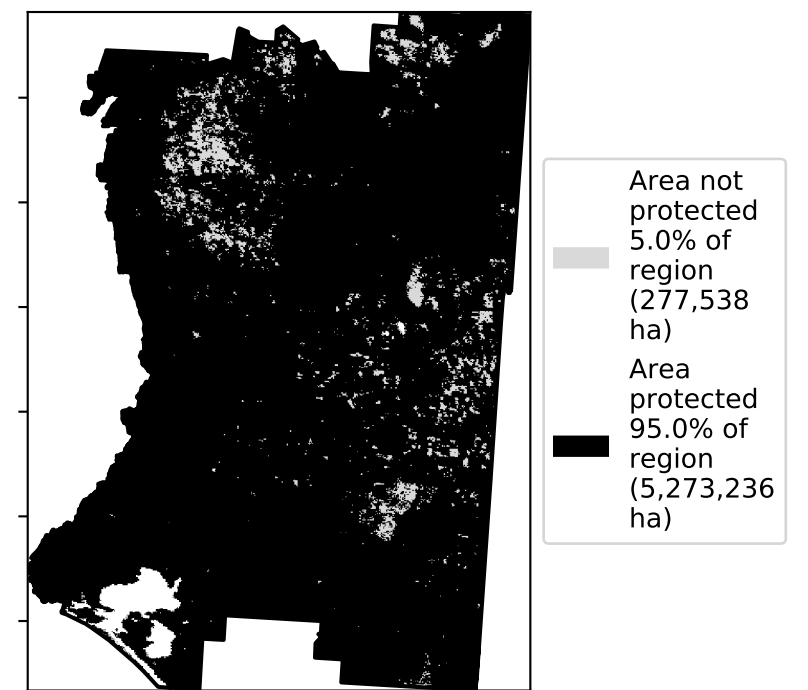 Area not
protected
5.0% of
region
(277,538
ha)
Area
protected
95.0% of
region
(5,273,236
ha)